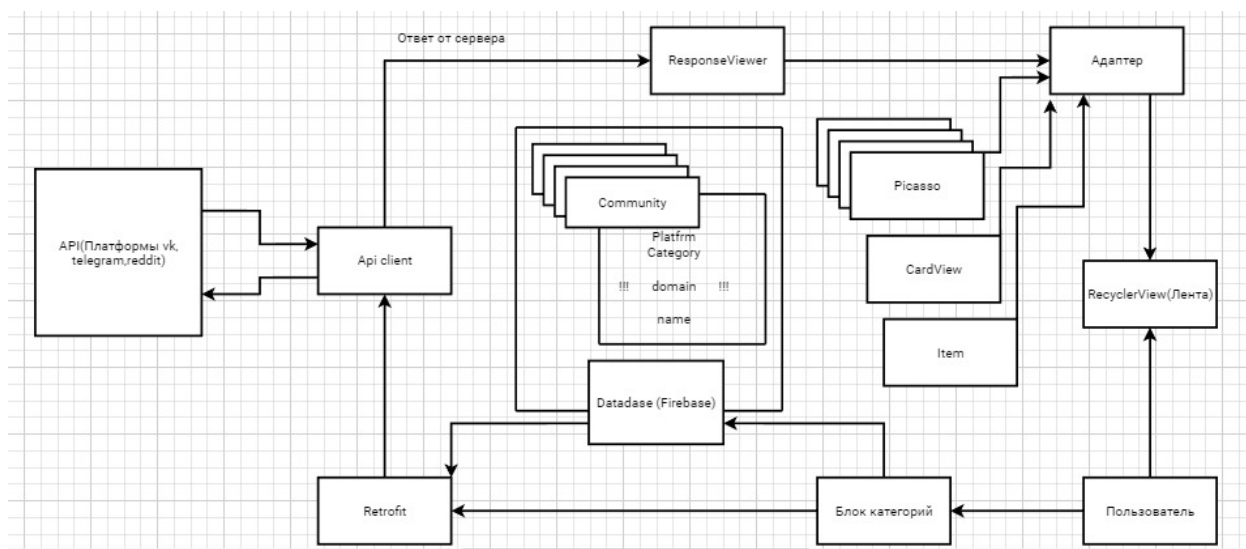 Ответ от сервера
ResponseViewer
Адаптер
Community
Platfrm
Category
!!! domain !!!
name
Picasso
API(Платформы vk,
telegram,reddit)
Api client
CardView
RecyclerView(Лента)
Item
Datadase (Firebase)
Retrofit
Блок категорий
Пользователь